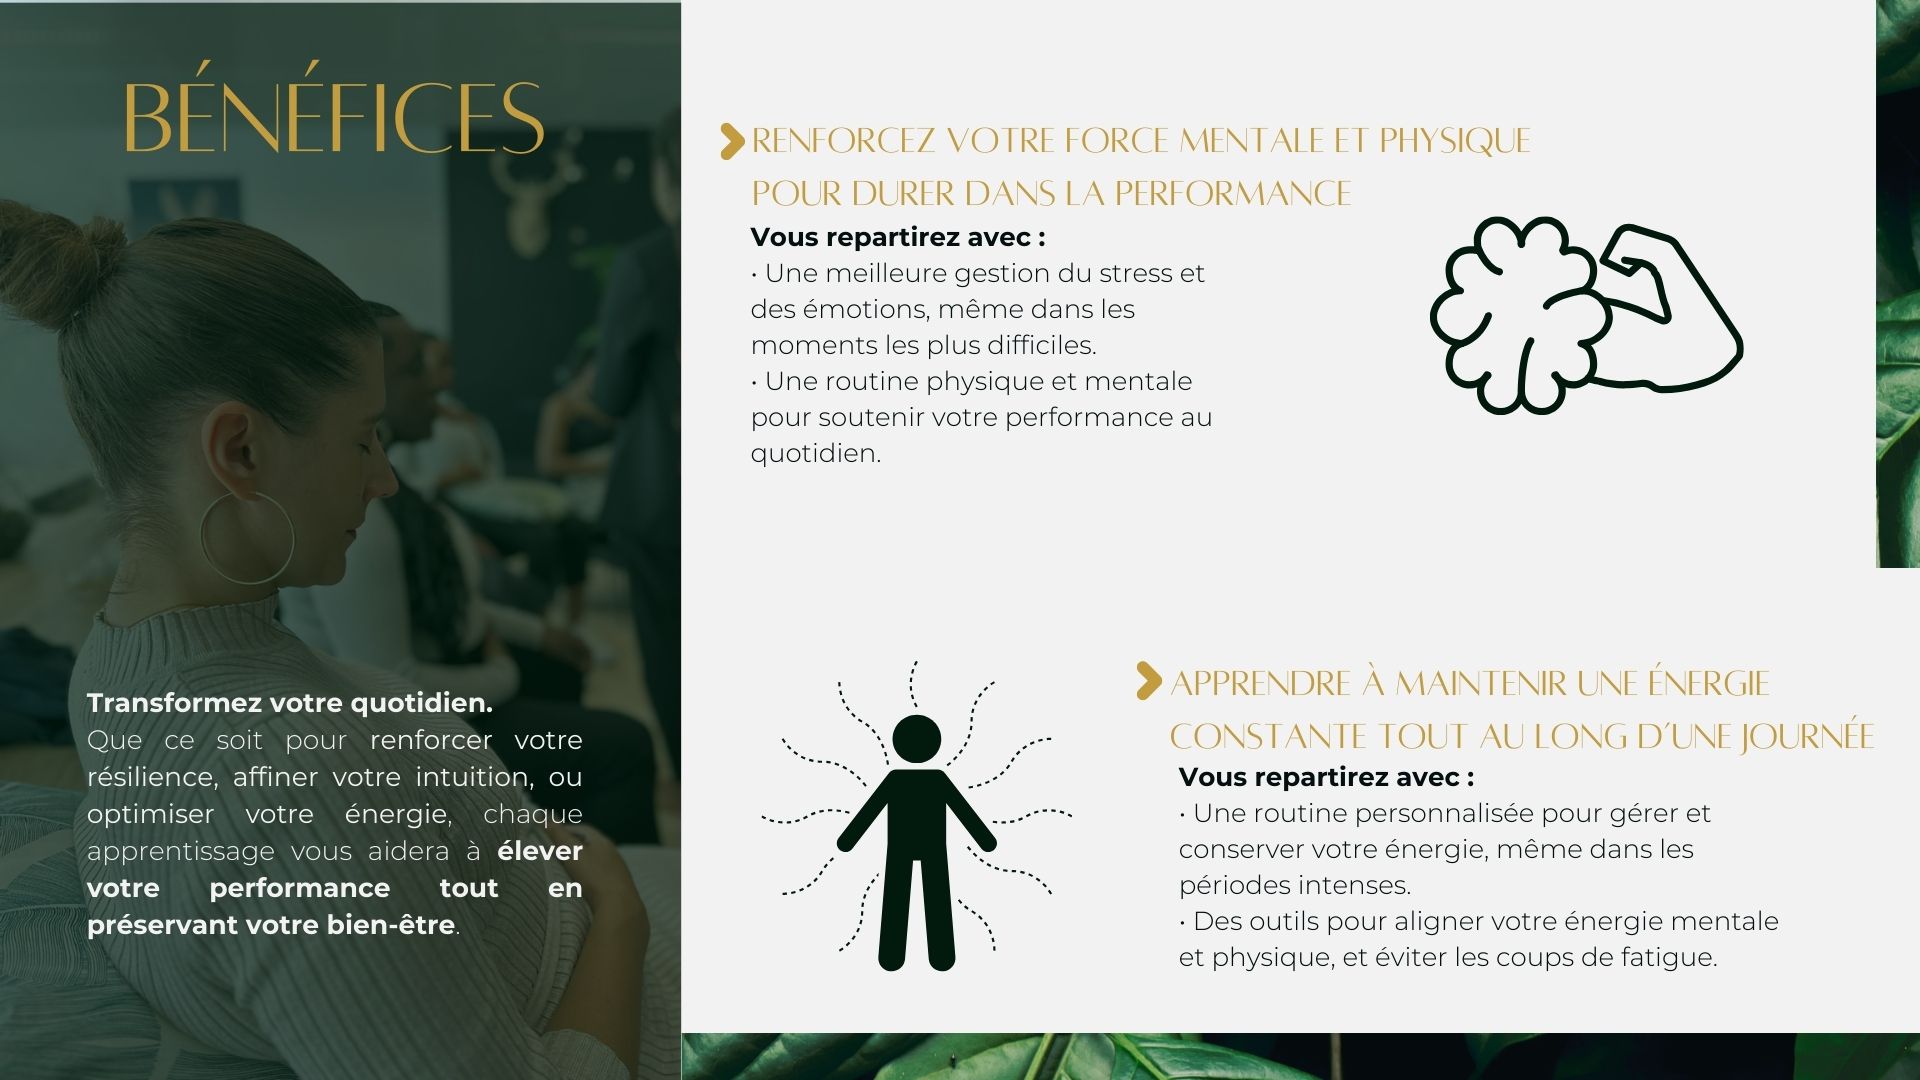 BÉNÉFICES
Transformez votre quotidien.
Que ce soit pour renforcer votre
résilience, affiner votre intuition, ou
optimiser votre énergie, chaque
apprentissage vous aidera à élever
votre performance tout en
préservant votre bien-être.
RENFORCEZ VOTRE FORCE MENTALE ET PHYSIQUE
POUR DURER DANS LA PERFORMANCE
Vous repartirez avec :
• Une meilleure gestion du stress et
des émotions, même dans les
moments les plus difficiles.
• Une routine physique et mentale
pour soutenir votre performance au
quotidien.
APPRENDRE À MAINTENIR UNE ÉNERGIE
CONSTANTE TOUT AU LONG D'UNE JOURNÉE
Vous repartirez avec :
• Une routine personnalisée pour gérer et
conserver votre énergie, même dans les
périodes intenses.
• Des outils pour aligner votre énergie mentale
et physique, et éviter les coups de fatigue.